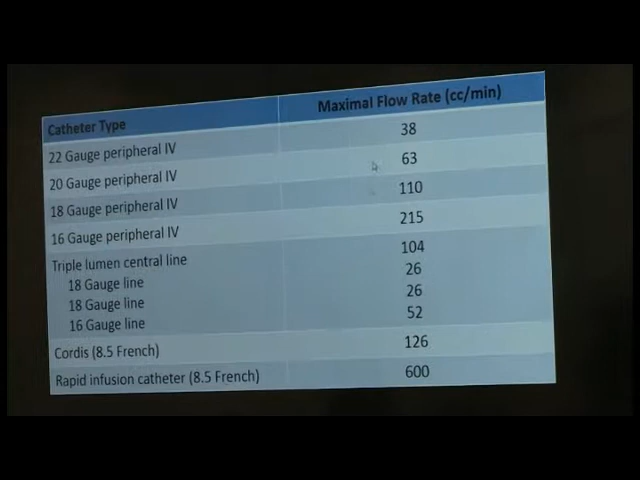 Catheter Type Maximal Flow Rate (cc/min)
22 Gauge peripheral IV 38
20 Gauge peripheral IV 63
18 Gauge peripheral IV 110
16 Gauge peripheral IV 215
Triple lumen central line 104
18 Gauge line 26
18 Gauge line 26
16 Gauge line 52
Cordis (8.5 French) 126
Rapid infusion catheter (8.5 French) 600